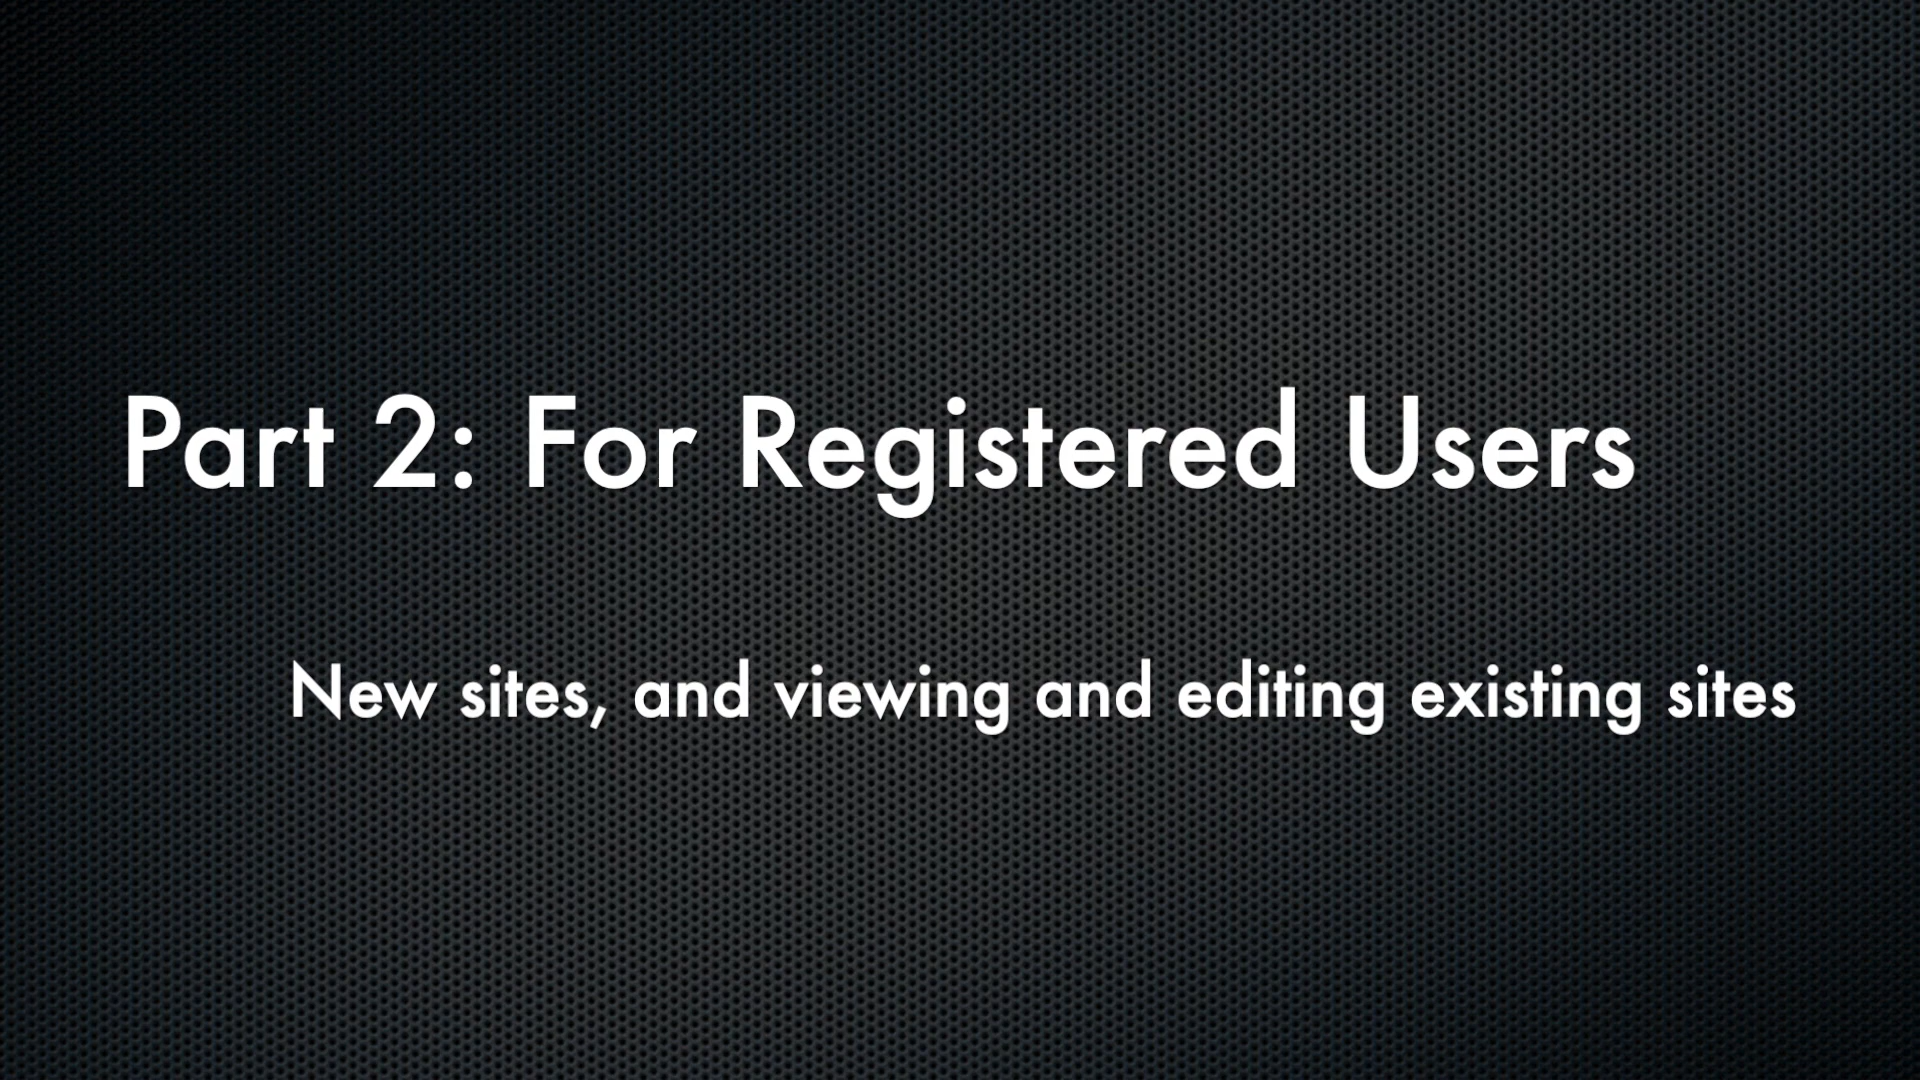 Part 2: For Registered Users
New sites, and viewing and editing existing sites